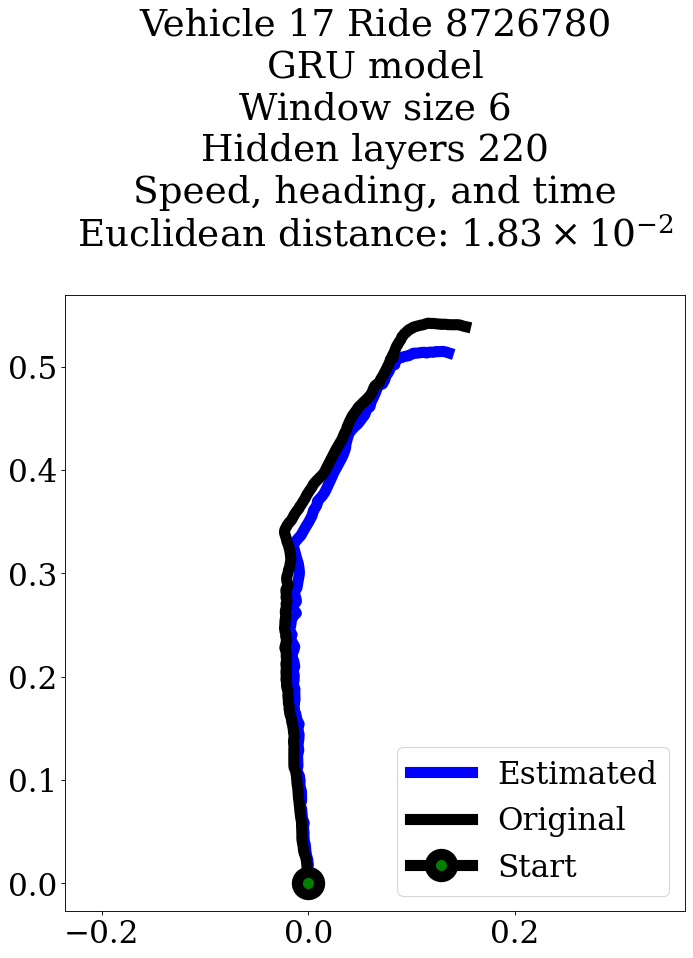 Vehicle 17 Ride 8726780
GRU model
Window size 6
Hidden layers 220
Speed, heading, and time
Euclidean distance: 1.83 × 10⁻²
0.5
0.4
0.3
0.2
0.1
0.0
Estimated
Original
Start
−0.2 0.0 0.2